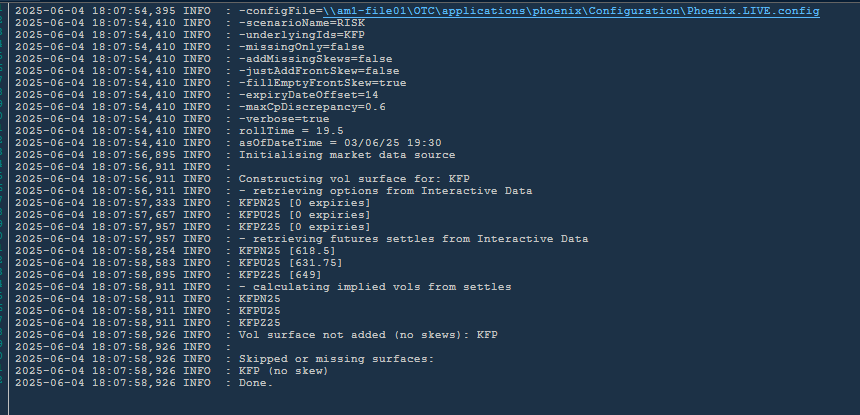 2025-06-04 18:07:54,395 INFO  : -configFile=\\aml-file01\OTC\applications\phoenix\Configuration\Phoenix.LIVE.config
2025-06-04 18:07:54,410 INFO  : -scenarioName=RISK
2025-06-04 18:07:54,410 INFO  : -underlyingIds=KFP
2025-06-04 18:07:54,410 INFO  : -missingOnly=false
2025-06-04 18:07:54,410 INFO  : -addMissingSkews=false
2025-06-04 18:07:54,410 INFO  : -justAddFrontSkew=false
2025-06-04 18:07:54,410 INFO  : -fillEmptyFrontSkew=true
2025-06-04 18:07:54,410 INFO  : -expiryDateOffset=14
2025-06-04 18:07:54,410 INFO  : -maxCpDiscrepancy=0.6
2025-06-04 18:07:54,410 INFO  : -verbose=true
2025-06-04 18:07:54,410 INFO  : rollTime = 19.5
2025-06-04 18:07:54,410 INFO  : asOfDateTime = 03/06/25 19:30
2025-06-04 18:07:56,895 INFO  : Initialising market data source
2025-06-04 18:07:56,911 INFO  :
2025-06-04 18:07:56,911 INFO  : Constructing vol surface for: KFP
2025-06-04 18:07:56,911 INFO  : - retrieving options from Interactive Data
2025-06-04 18:07:57,333 INFO  : KFPN25 [0 expiries]
2025-06-04 18:07:57,657 INFO  : KFPU25 [0 expiries]
2025-06-04 18:07:57,957 INFO  : KFPZ25 [0 expiries]
2025-06-04 18:07:57,957 INFO  : - retrieving futures settles from Interactive Data
2025-06-04 18:07:58,254 INFO  : KFPN25 [618.5]
2025-06-04 18:07:58,583 INFO  : KFPU25 [631.75]
2025-06-04 18:07:58,895 INFO  : KFPZ25 [649]
2025-06-04 18:07:58,911 INFO  : - calculating implied vols from settles
2025-06-04 18:07:58,911 INFO  : KFPN25
2025-06-04 18:07:58,911 INFO  : KFPU25
2025-06-04 18:07:58,911 INFO  : KFPZ25
2025-06-04 18:07:58,926 INFO  : Vol surface not added (no skews): KFP
2025-06-04 18:07:58,926 INFO  :
2025-06-04 18:07:58,926 INFO  : Skipped or missing surfaces:
2025-06-04 18:07:58,926 INFO  : KFP (no skew)
2025-06-04 18:07:58,926 INFO  : Done.